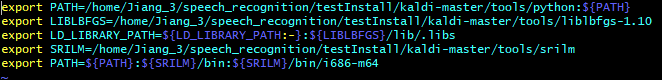 export PATH=/home/Jiang_3/speech_recognition/testInstall/kaldi-master/tools/python:${PATH}
export LIBLBFGS=/home/Jiang_3/speech_recognition/testInstall/kaldi-master/tools/liblbfgs-1.10
export LD_LIBRARY_PATH=${LD_LIBRARY_PATH:-}:${LIBLBFGS}/lib/.libs
export SRILM=/home/Jiang_3/speech_recognition/testInstall/kaldi-master/tools/srilm
export PATH=${PATH}:${SRILM}/bin:${SRILM}/bin/i686-m64
~